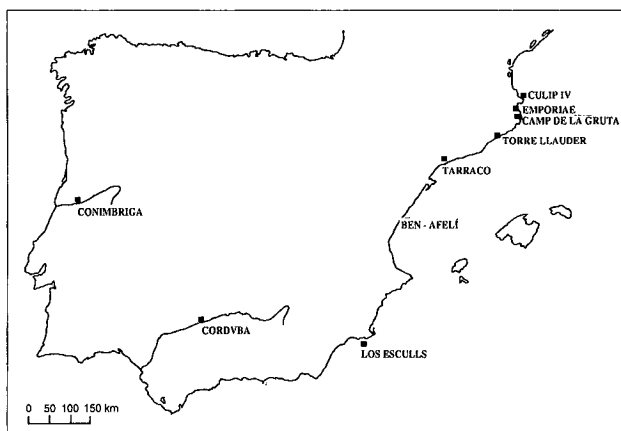 CULIP IV
EMPORIAE
CAMP DE LA GRUTA
TORRE LLAUDER
TARRACO
CONIMBRIGA
BEN - AFELÍ
CORDVBA
LOS ESCULLS
0 50 100 150 km